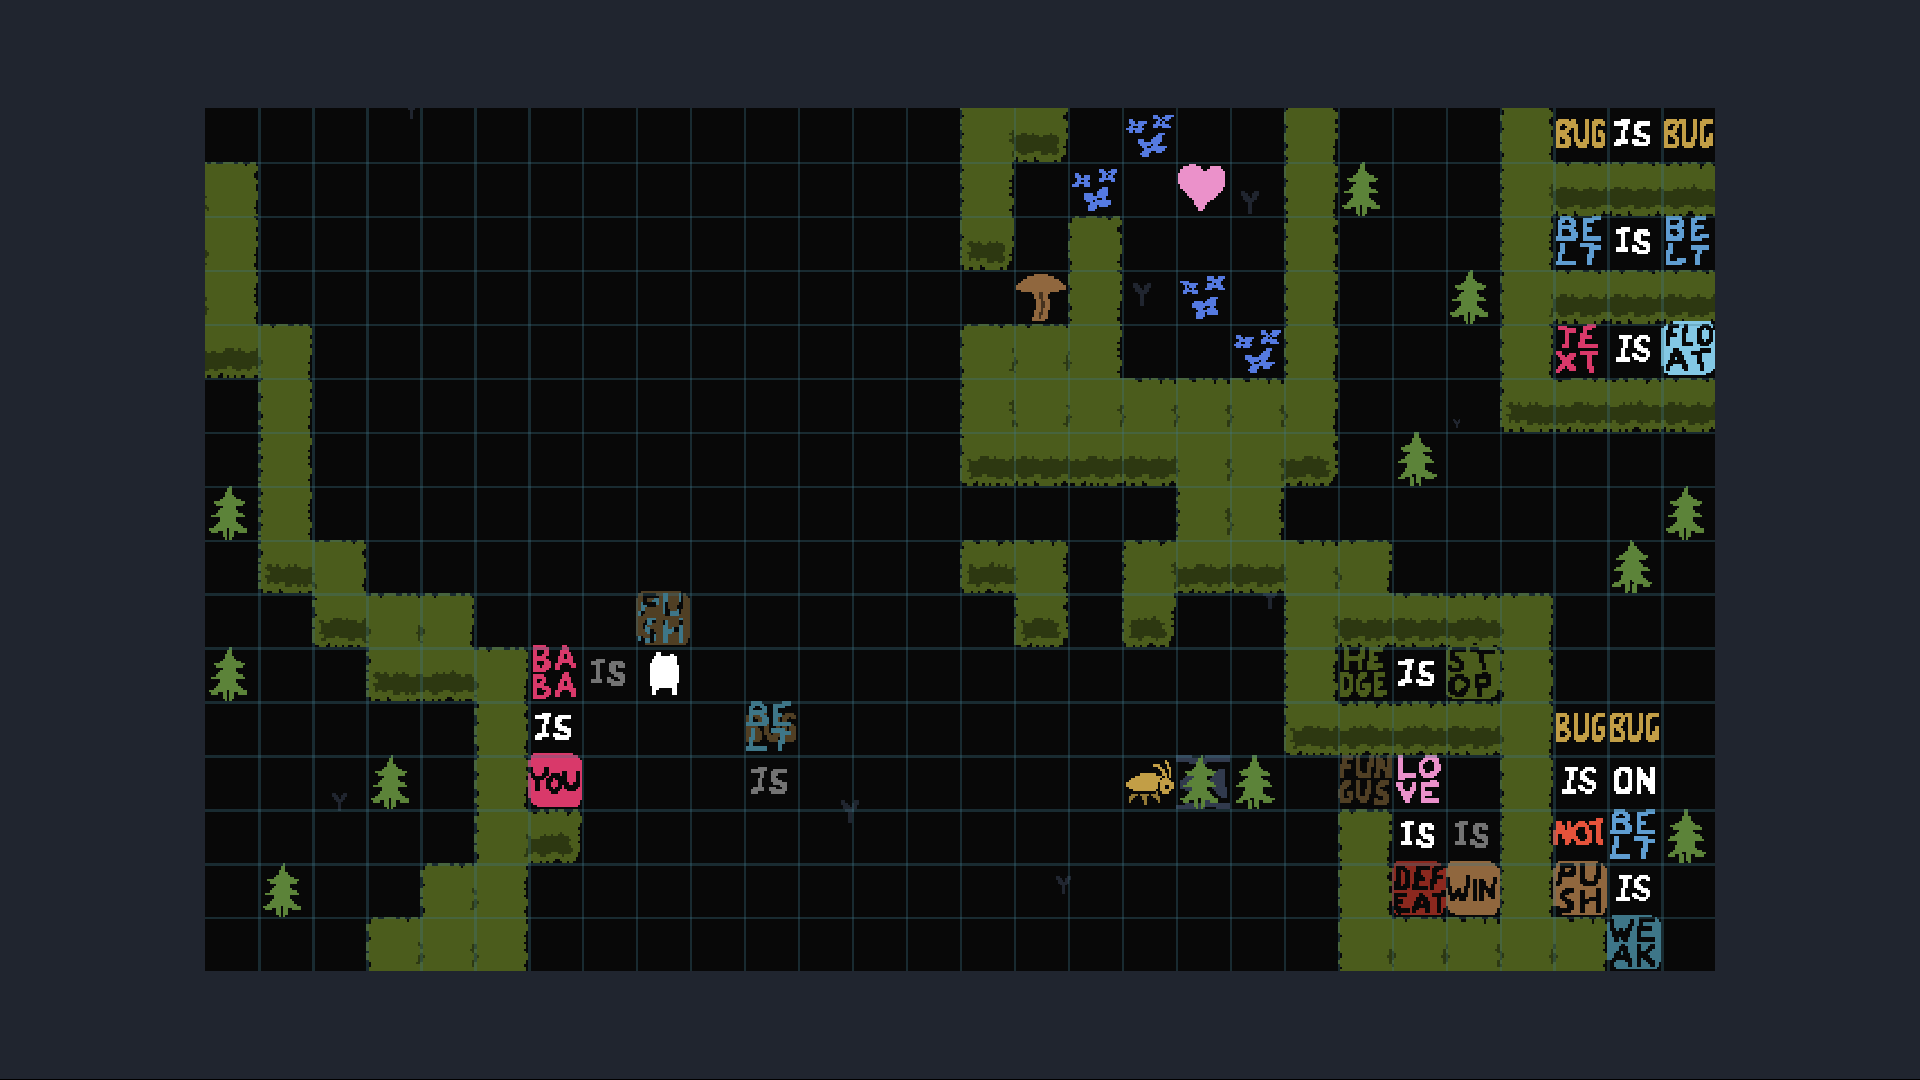 BUG IS BUG
BELT IS BELT
TEXT IS FLOAT
BABA IS
HEDGE IS STOP
IS
BELT
BUG BUG
YOU
IS
FUNGUS LOVE
IS ON
IS IS
NOT BELT
DEFEAT WIN
PUSH IS
WEAK